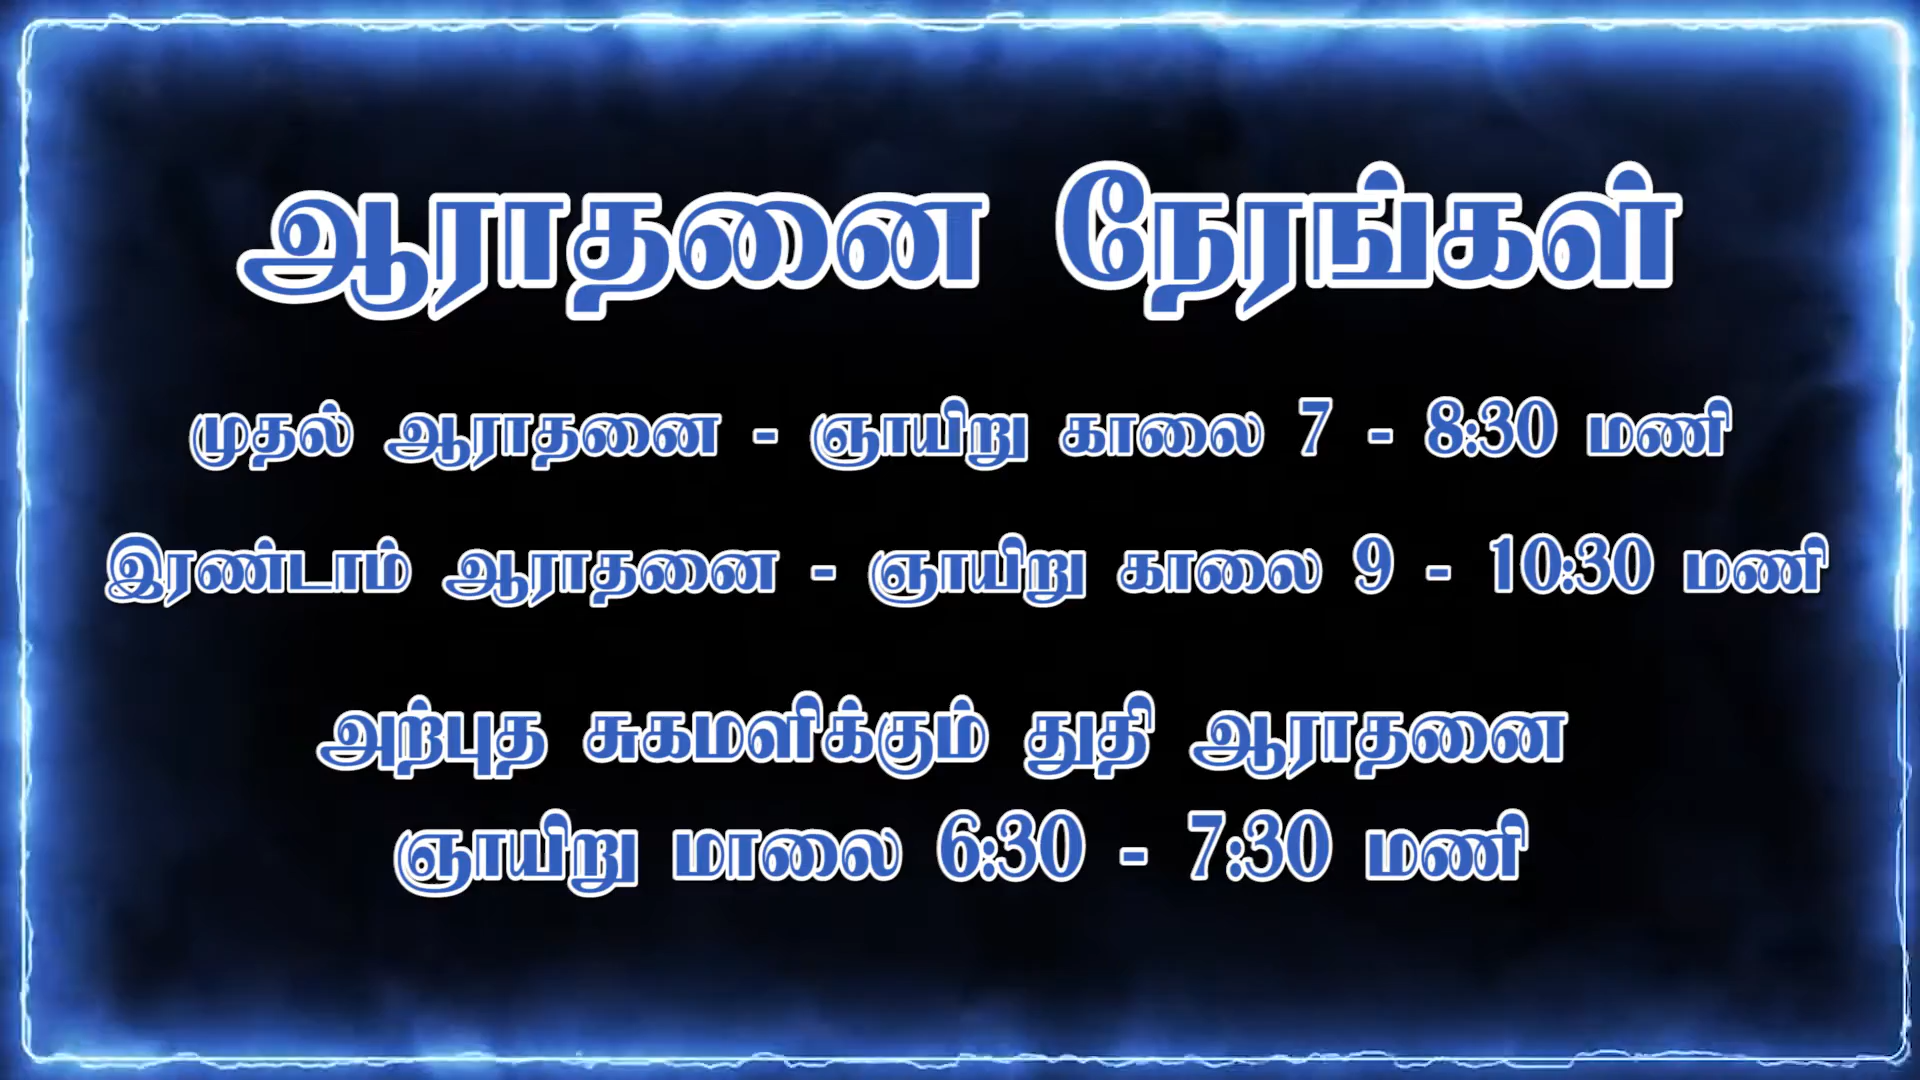 ஆராதனை நேரங்கள்
முதல் ஆராதனை - ஞாயிறு காலை 7 - 8:30 மணி
இரண்டாம் ஆராதனை - ஞாயிறு காலை 9 - 10:30 மணி
அற்புத சுகமளிக்கும் துதி ஆராதனை
ஞாயிறு மாலை 6:30 - 7:30 மணி